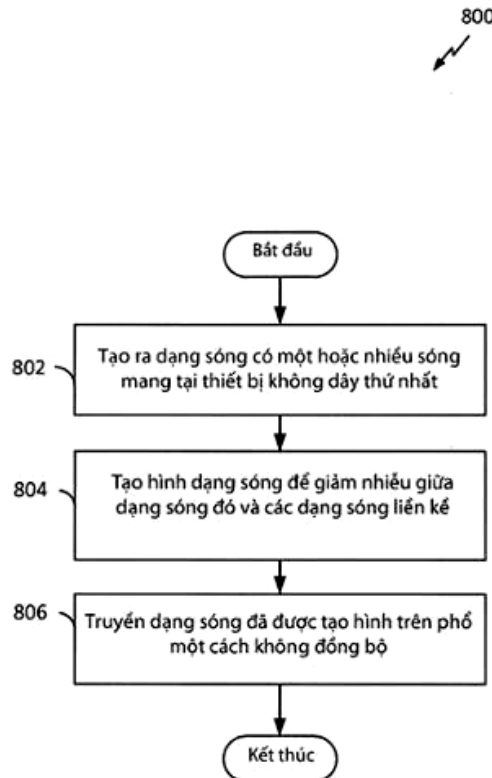 800
Bắt đầu
802
Tạo ra dạng sóng có một hoặc nhiều sóng
mang tại thiết bị không dây thứ nhất
804
Tạo hình dạng sóng để giảm nhiễu giữa
dạng sóng đó và các dạng sóng liền kề
806
Truyền dạng sóng đã được tạo hình trên phổ
một cách không đồng bộ
Kết thúc